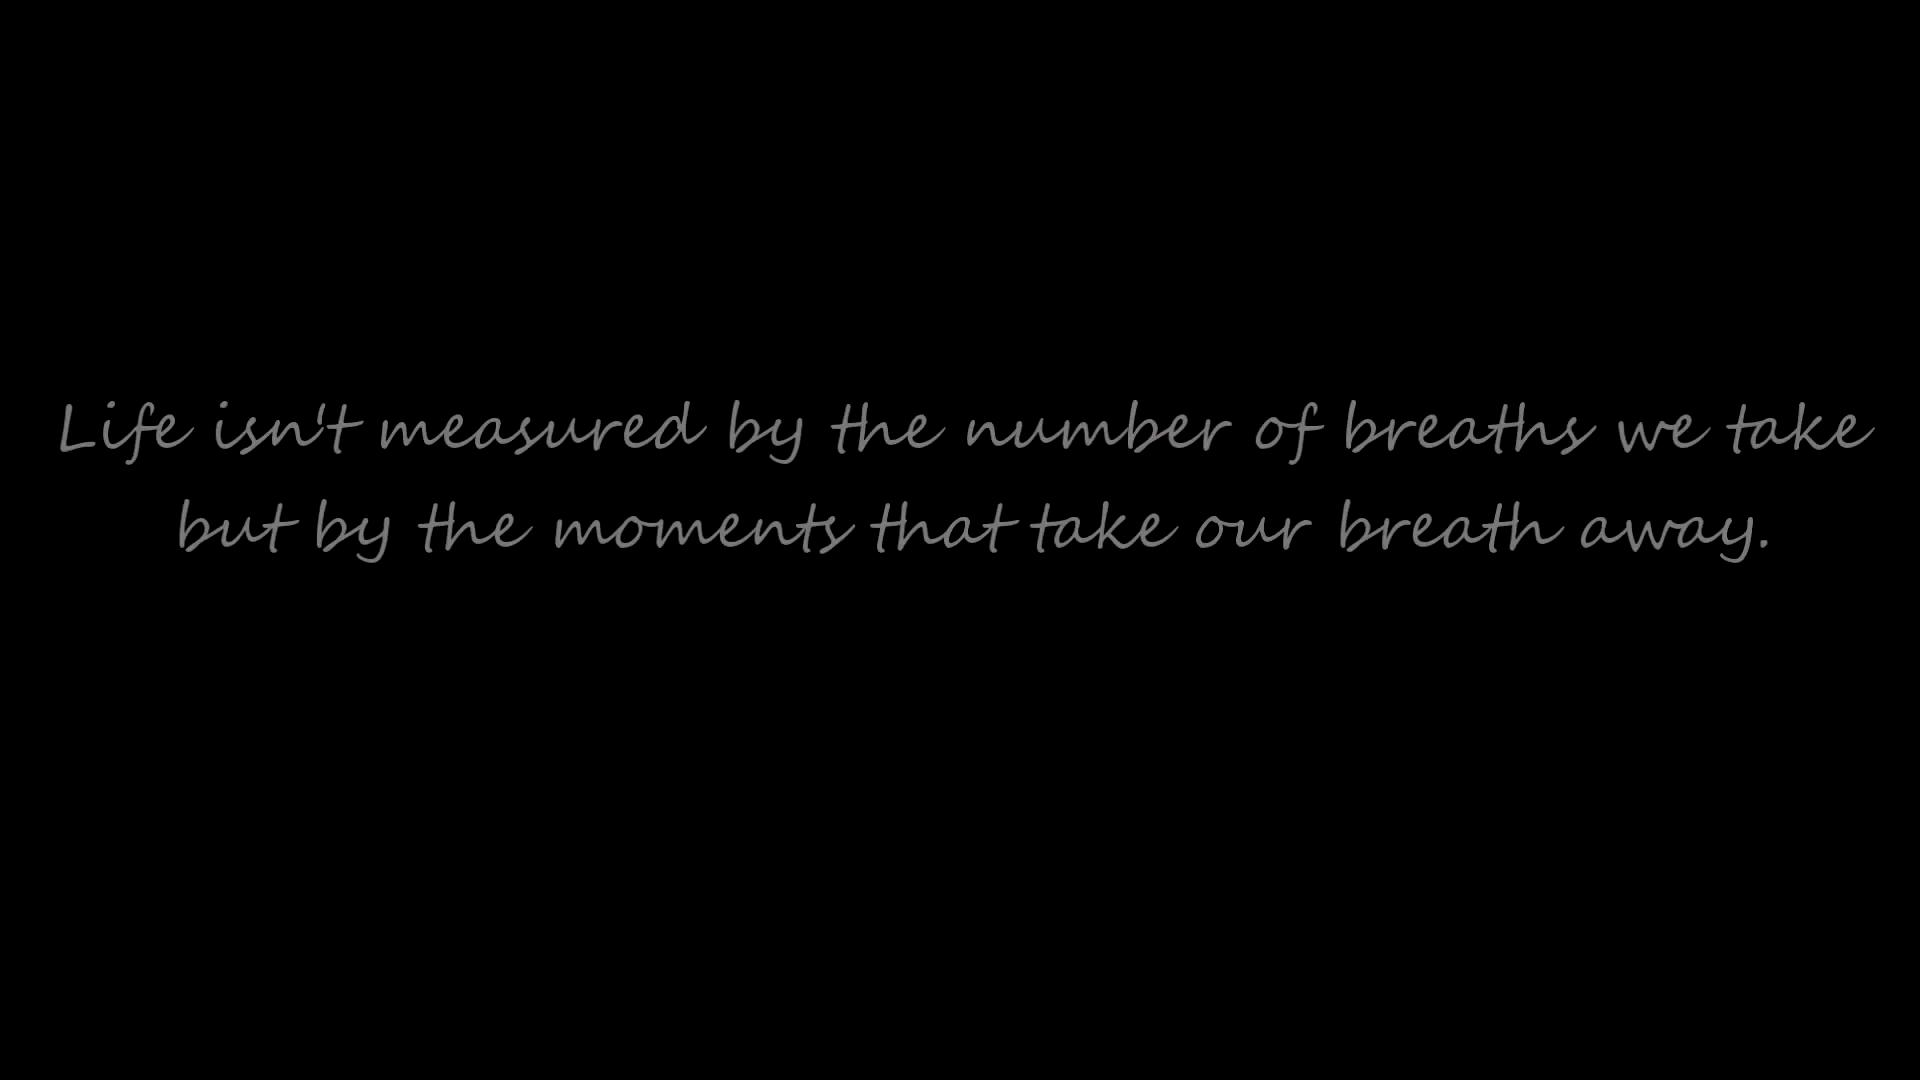 Life isn't measured by the number of breaths we take
but by the moments that take our breath away.